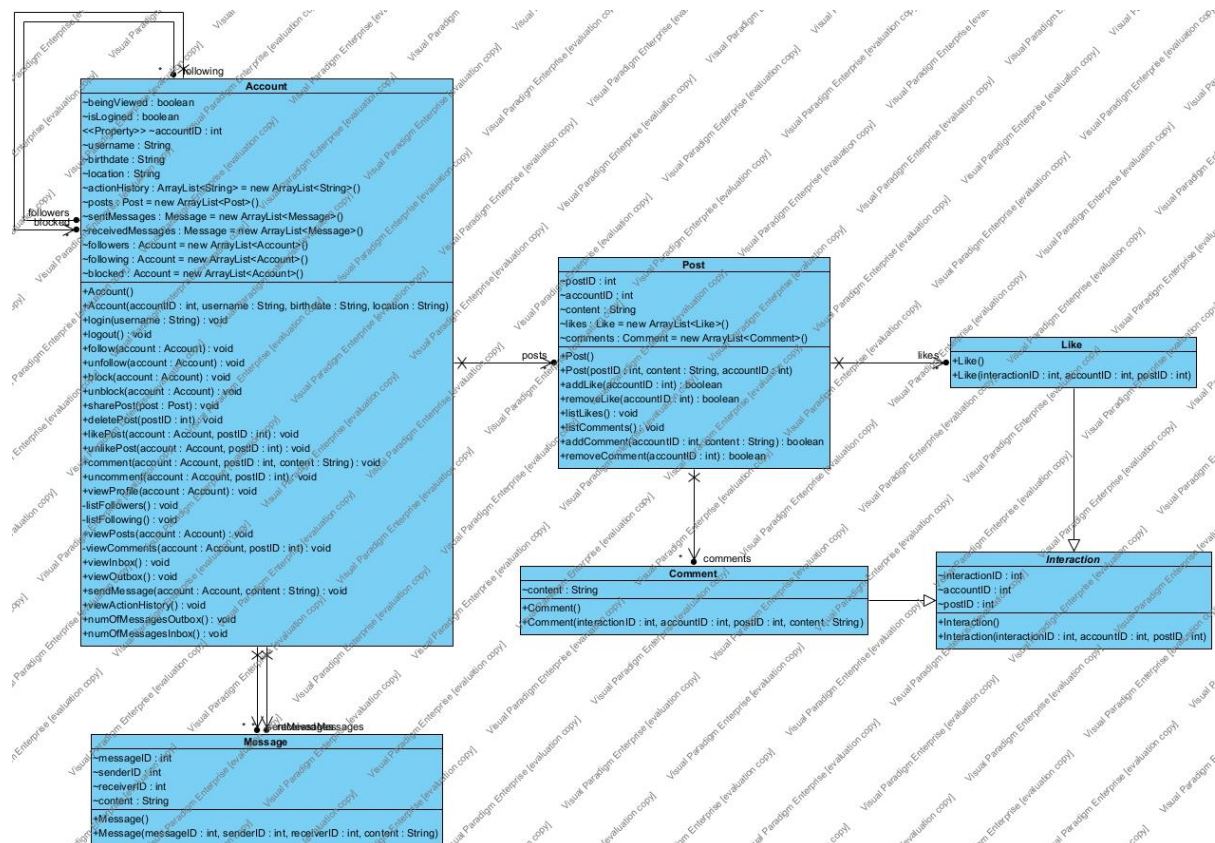 following
Account
~beingViewed : boolean
~isLogined : boolean
<<Property>> ~accountID : int
~username : String
~birthdate : String
~location : String
~actionHistory : ArrayList<String> = new ArrayList<String>()
~posts : Post = new ArrayList<Post>()
~sentMessages : Message = new ArrayList<Message>()
~receivedMessages : Message = new ArrayList<Message>()
~followers : Account = new ArrayList<Account>()
~following : Account = new ArrayList<Account>()
~blocked : Account = new ArrayList<Account>()
followers
blocked
+Account()
+Account(accountID : int, username : String, birthdate : String, location : String)
+login(username : String) : void
+logout() : void
+follow(account : Account) : void
+unfollow(account : Account) : void
+block(account : Account) : void
+unblock(account : Account) : void
+sharePost(post : Post) : void
+deletePost(postID : int) : void
+likePost(account : Account, postID : int) : void
+unlikePost(account : Account, postID : int) : void
+comment(account : Account, postID : int, content : String) : void
+uncomment(account : Account, postID : int) : void
+viewProfile(account : Account) : void
-listFollowers() : void
-listFollowing() : void
+viewPosts(account : Account) : void
-viewComments(account : Account, postID : int) : void
+viewInbox() : void
+viewOutbox() : void
+sendMessage(account : Account, content : String) : void
+viewActionHistory() : void
+numOfMessagesOutbox() : void
+numOfMessagesInbox() : void
posts
Post
~postID : int
~accountID : int
~content : String
~likes : Like = new ArrayList<Like>()
~comments : Comment = new ArrayList<Comment>()
+Post()
+Post(postID : int, content : String, accountID : int)
+addLike(accountID : int) : boolean
+removeLike(accountID : int) : boolean
+listLikes() : void
+listComments() : void
+addComment(accountID : int, content : String) : boolean
+removeComment(accountID : int) : boolean
likes
Like
+Like()
+Like(interactionID : int, accountID : int, postID : int)
comments
Comment
~content : String
+Comment()
+Comment(interactionID : int, accountID : int, postID : int, content : String)
Interaction
~interactionID : int
~accountID : int
~postID : int
+Interaction()
+Interaction(interactionID : int, accountID : int, postID : int)
Message
~messageID : int
~senderID : int
~receiverID : int
~content : String
+Message()
+Message(messageID : int, senderID : int, receiverID : int, content : String)
Visual Paradigm Enterprise [evaluation copy]